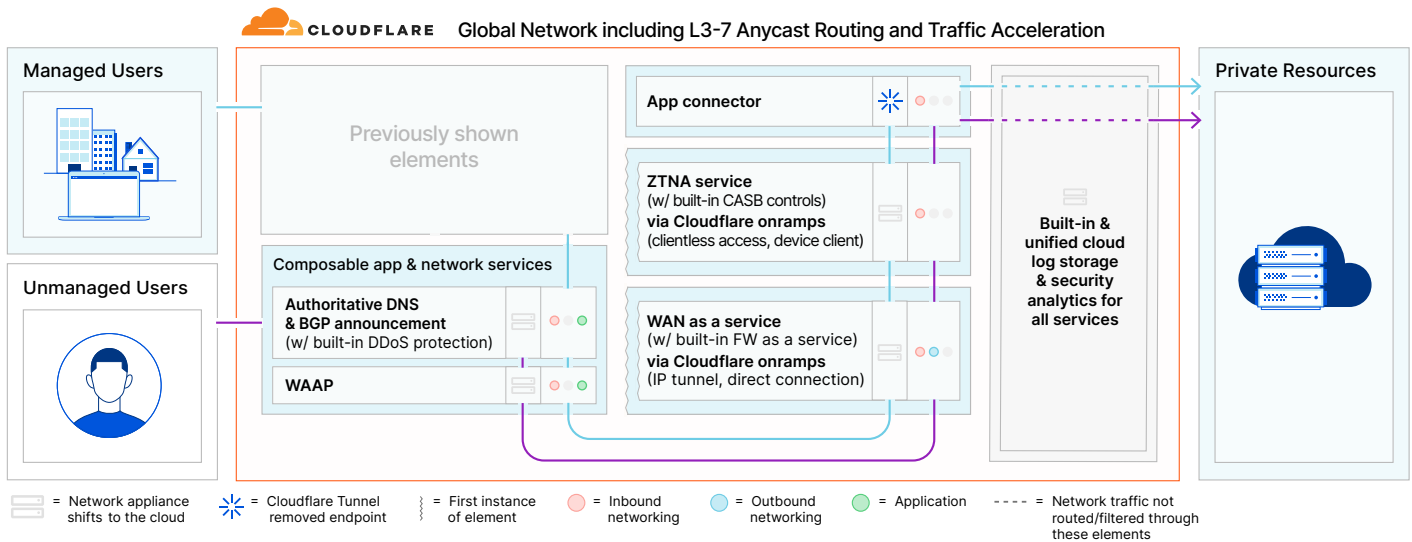 CLOUDFLARE
Global Network including L3-7 Anycast Routing and Traffic Acceleration
Managed Users
Unmanaged Users
Previously shown
elements
Composable app & network services
Authoritative DNS
& BGP announcement
(w/ built-in DDoS protection)
WAAP
App connector
ZTNA service
(w/ built-in CASB controls)
via Cloudflare onramps
(clientless access, device client)
WAN as a service
(w/ built-in FW as a service)
via Cloudflare onramps
(IP tunnel, direct connection)
Built-in &
unified cloud
log storage
& security
analytics for
all services
Private Resources
= Network appliance
shifts to the cloud
= Cloudflare Tunnel
removed endpoint
= First instance
of element
= Inbound
networking
= Outbound
networking
= Application
= Network traffic not
routed/filtered through
these elements